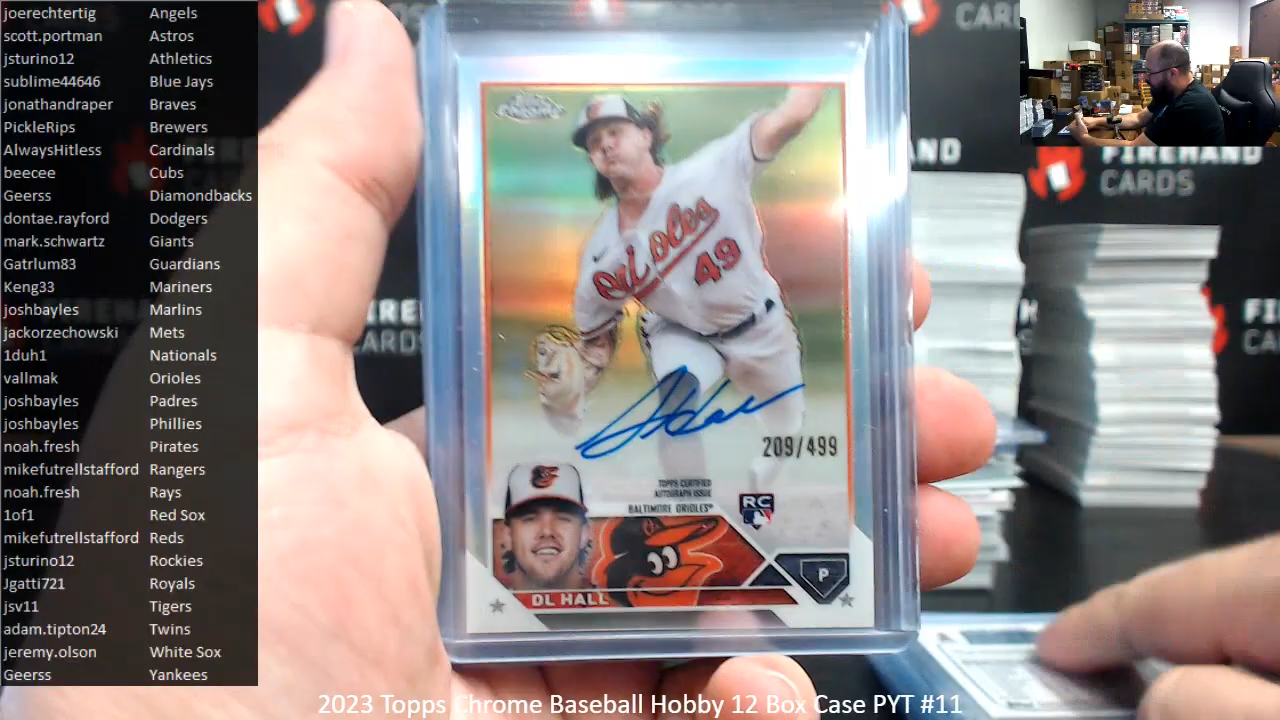 joerechtertig Angels
scott.portman Astros
jsturino12 Athletics
sublime44646 Blue Jays
jonathandraper Braves
PickleRips Brewers
AlwaysHitless Cardinals
beecee Cubs
Geerss Diamondbacks
dontae.rayford Dodgers
mark.schwartz Giants
Gatrlum83 Guardians
Keng33 Mariners
joshbayles Marlins
jackorzechowski Mets
1duh1 Nationals
vallmak Orioles
joshbayles Padres
joshbayles Phillies
noah.fresh Pirates
mikefutrellstafford Rangers
noah.fresh Rays
1of1 Red Sox
mikefutrellstafford Reds
jsturino12 Rockies
Jgatti721 Royals
jsv11 Tigers
adam.tipton24 Twins
jeremy.olson White Sox
Geerss Yankees
Orioles
49
209/499
TOPPS CERTIFIED
AUTOGRAPH ISSUE
BALTIMORE ORIOLES
RC
P
DL HALL
FIREHAND
CARDS
2023 Topps Chrome Baseball Hobby 12 Box Case PYT #11